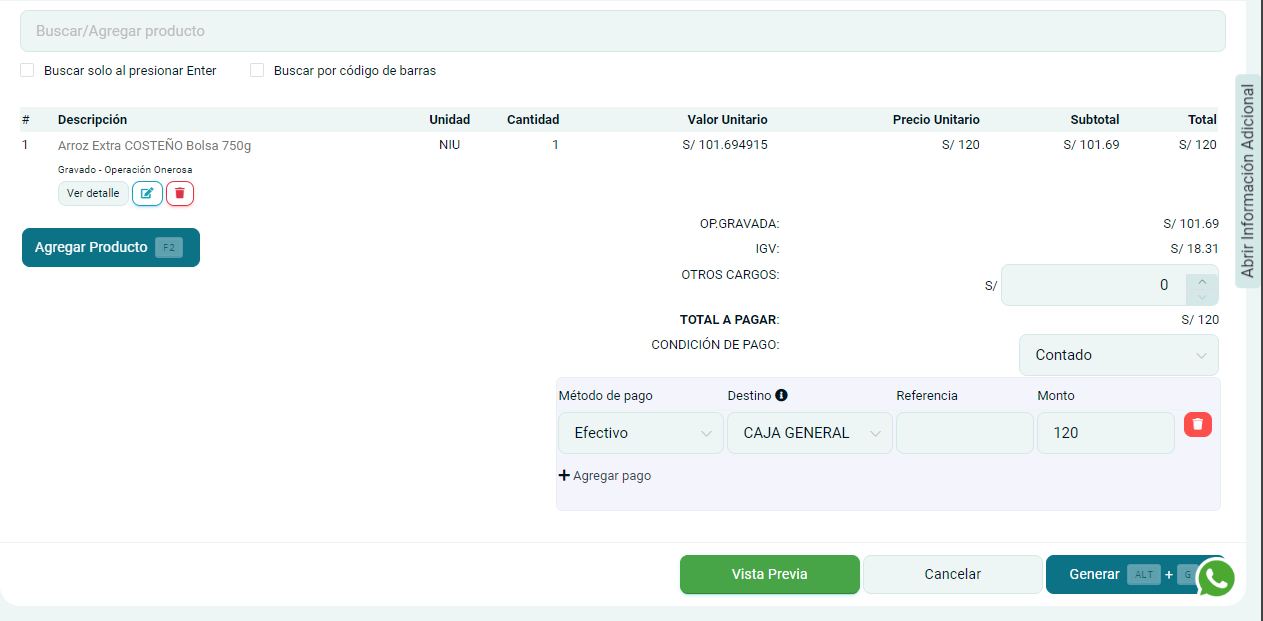 Buscar/Agregar producto
Buscar solo al presionar Enter Buscar por código de barras
Abrir Información Adicional
# Descripción Unidad Cantidad Valor Unitario Precio Unitario Subtotal Total
1 Arroz Extra COSTEÑO Bolsa 750g NIU 1 S/ 101.694915 S/ 120 S/ 101.69 S/ 120
Gravado - Operación Onerosa
Ver detalle
Agregar Producto F2
OP.GRAVADA: S/ 101.69
IGV: S/ 18.31
OTROS CARGOS: S/ 0
TOTAL A PAGAR: S/ 120
CONDICIÓN DE PAGO: Contado
Método de pago Destino Referencia Monto
Efectivo CAJA GENERAL 120
+ Agregar pago
Vista Previa Cancelar Generar ALT + G